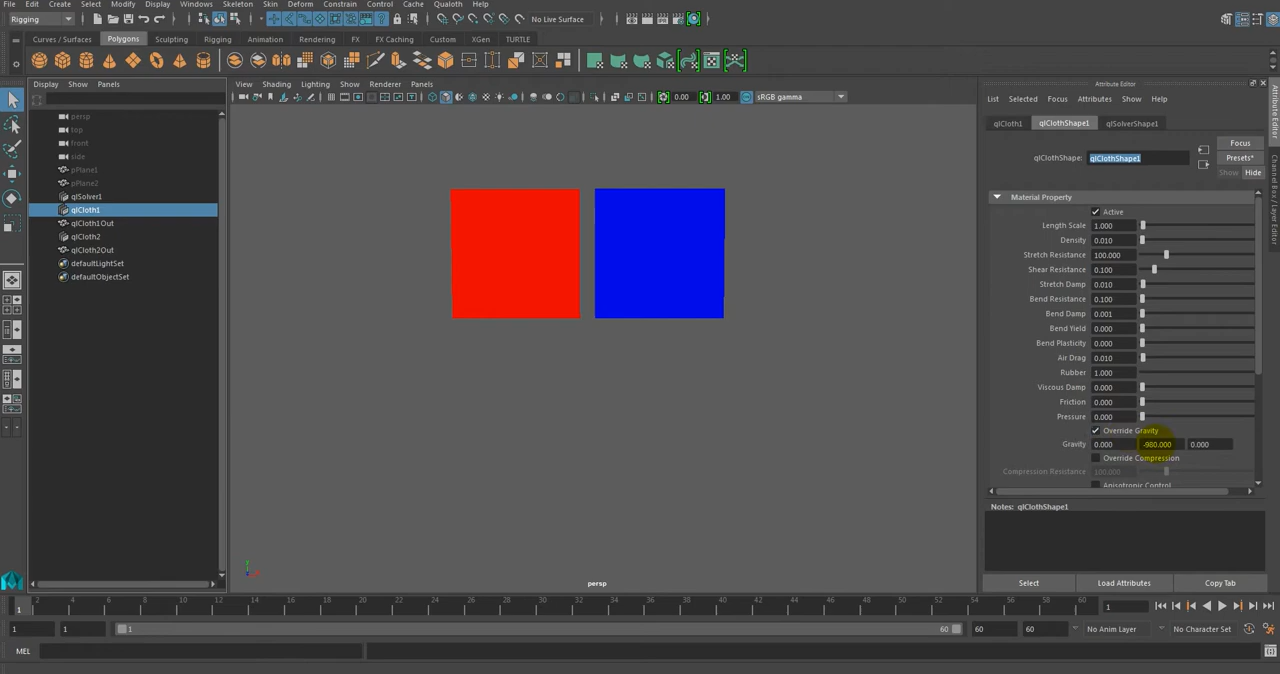 File Edit Create Select Modify Display Windows Skeleton Skin Deform Constrain Control Cache Qualoth Help
Rigging No Live Surface
Curves / Surfaces Polygons Sculpting Rigging Animation Rendering FX FX Caching Custom XGen TURTLE
Display Show Panels
View Shading Lighting Show Renderer Panels
0.00 1.00 sRGB gamma
persp
top
front
side
pPlane1
pPlane2
qlSolver1
qlCloth1
qlCloth1Out
qlCloth2
qlCloth2Out
defaultLightSet
defaultObjectSet
persp
Attribute Editor
List Selected Focus Attributes Show Help
qlCloth1 qlClothShape1 qlSolverShape1
Focus
qlClothShape: qlClothShape1
Presets*
Show Hide
Material Property
Active
Length Scale 1.000
Density 0.010
Stretch Resistance 100.000
Shear Resistance 0.100
Stretch Damp 0.010
Bend Resistance 0.100
Bend Damp 0.001
Bend Yield 0.000
Bend Plasticity 0.000
Air Drag 0.010
Rubber 1.000
Viscous Damp 0.000
Friction 0.000
Pressure 0.000
Override Gravity
Gravity 0.000 -980.000 0.000
Override Compression
Compression Resistance 100.000
Anisotropic Control
Notes: qlClothShape1
Select Load Attributes Copy Tab
Attribute Editor
Channel Box / Layer Editor
1 2 4 6 8 10 12 14 16 18 20 22 24 26 28 30 32 34 36 38 40 42 44 46 48 50 52 54 56 58 60 1
1 1 1 60 60 60 No Anim Layer No Character Set
MEL